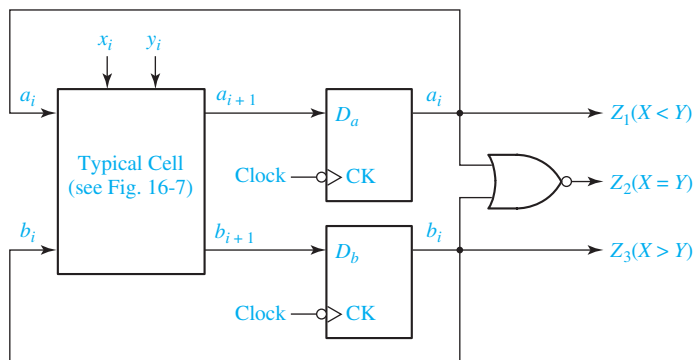 x_i y_i
a_i a_{i+1} D_a a_i Z_1(X < Y)
Typical Cell
(see Fig. 16-7)
Clock CK
Z_2(X = Y)
b_i b_{i+1} D_b b_i Z_3(X > Y)
Clock CK